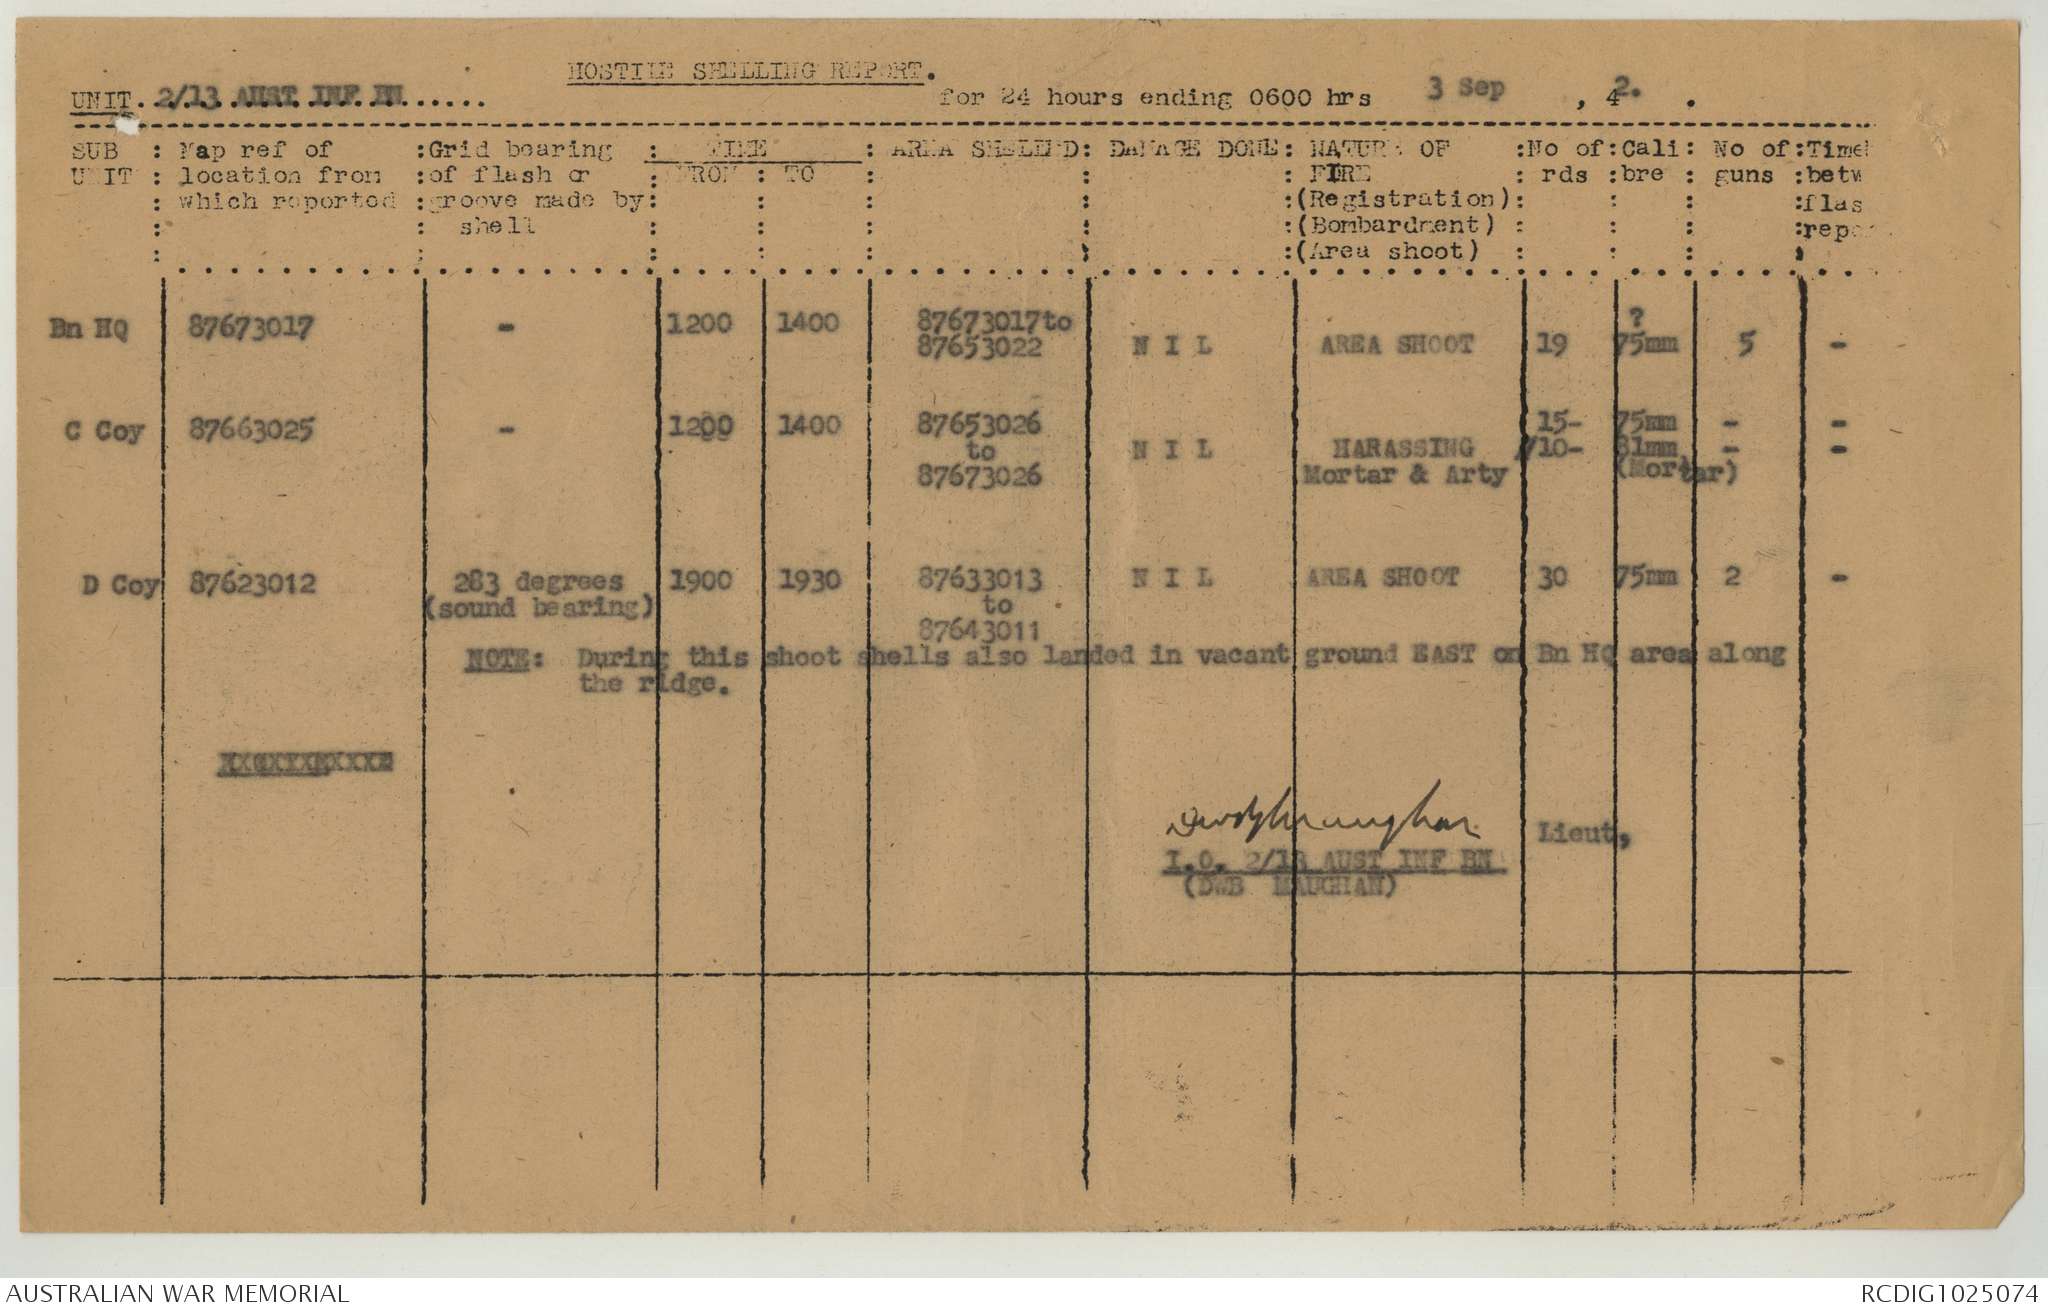 HOSTILE SHELLING REPORT.
UNIT. 2/13 AUST INF BN ..... for 24 hours ending 0600 hrs 3 Sep , 42. .
SUB : Map ref of :Grid bearing : TIME : AREA SHELLED: DAMAGE DONE: NATURE OF :No of:Cali: No of:Time
UNIT : location from :of flash or : FROM : TO : : : FIRE : rds :bre : guns :betw
: which reported :groove made by: : : : :(Registration): : : :flas
: : shell : : : : :(Bombardment) : : : :repo
: : : : : : :(Area shoot) : : : :
Bn HQ 87673017 - 1200 1400 87673017to ?
87653022 N I L AREA SHOOT 19 75mm 5 -
C Coy 87663025 - 1200 1400 87653026 15- 75mm - -
to N I L HARASSING /10- 81mm - -
87673026 Mortar & Arty (Mortar)
D Coy 87623012 283 degrees 1900 1930 87633013 N I L AREA SHOOT 30 75mm 2 -
(sound bearing) to
87643011
NOTE: During this shoot shells also landed in vacant ground EAST on Bn HQ area along
the ridge.
Lieut,
I.O. 2/13 AUST INF BN
(DWB MAUGHAN)
AUSTRALIAN WAR MEMORIAL RCDIG1025074